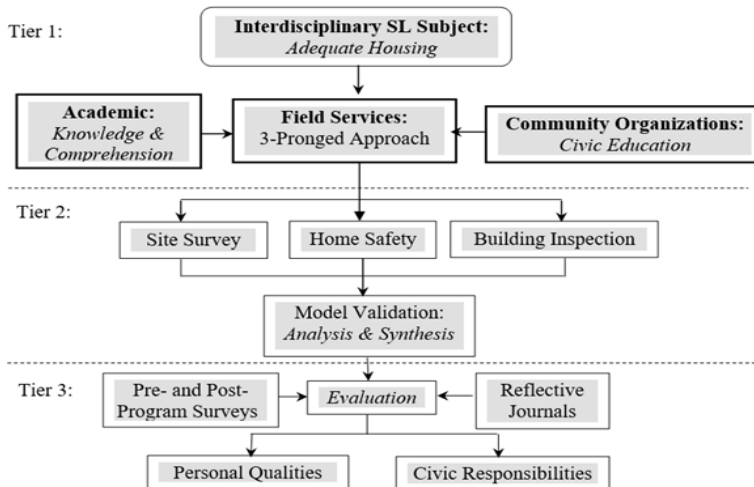 Tier 1:
Interdisciplinary SL Subject:
Adequate Housing
Academic:
Knowledge &
Comprehension
Field Services:
3-Pronged Approach
Community Organizations:
Civic Education
Tier 2:
Site Survey
Home Safety
Building Inspection
Model Validation:
Analysis & Synthesis
Tier 3:
Pre- and Post-
Program Surveys
Evaluation
Reflective
Journals
Personal Qualities
Civic Responsibilities